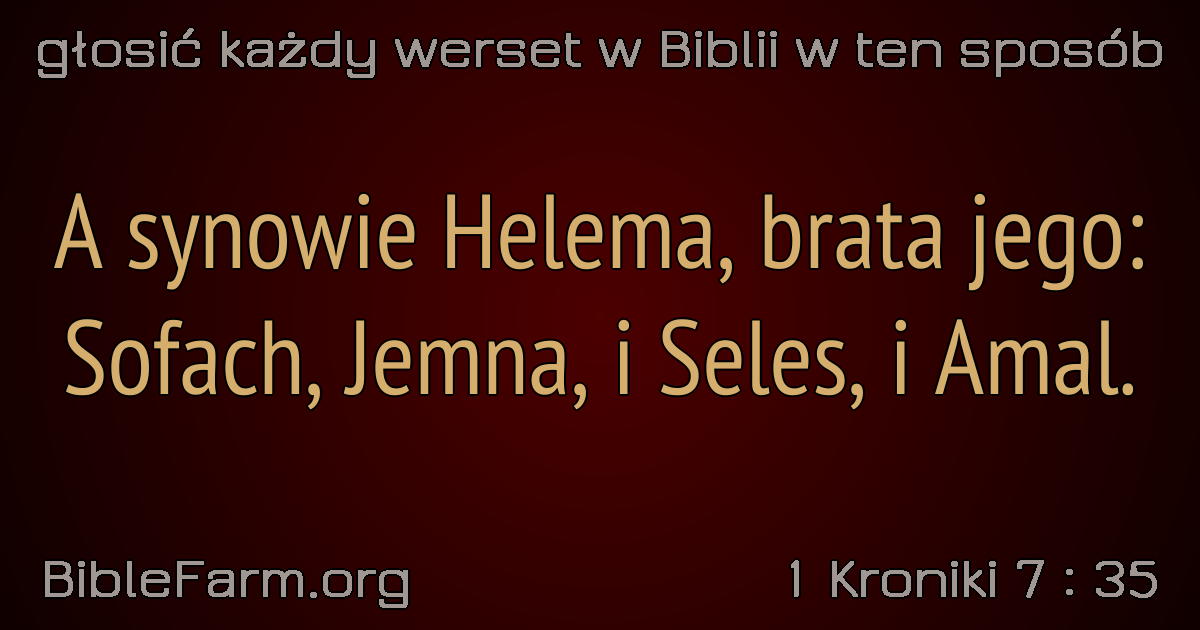 głosić każdy werset w Biblii w ten sposób
A synowie Helema, brata jego:
Sofach, Jemna, i Seles, i Amal.
BibleFarm.org
1 Kroniki 7 : 35